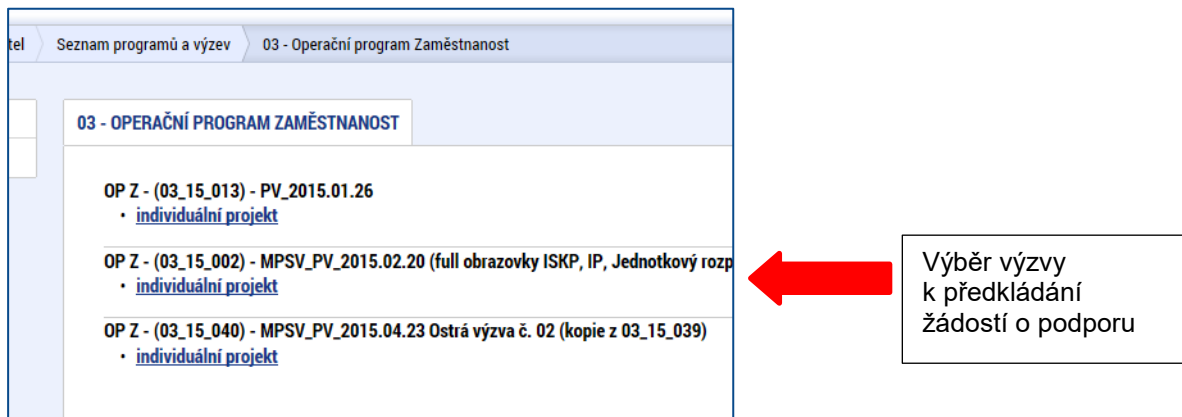 tel Seznam programů a výzev 03 - Operační program Zaměstnanost
03 - OPERAČNÍ PROGRAM ZAMĚSTNANOST
OP Z - (03_15_013) - PV_2015.01.26
• individuální projekt
OP Z - (03_15_002) - MPSV_PV_2015.02.20 (full obrazovky ISKP, IP, Jednotkový rozp
• individuální projekt
OP Z - (03_15_040) - MPSV_PV_2015.04.23 Ostrá výzva č. 02 (kopie z 03_15_039)
• individuální projekt
Výběr výzvy
k předkládání
žádostí o podporu